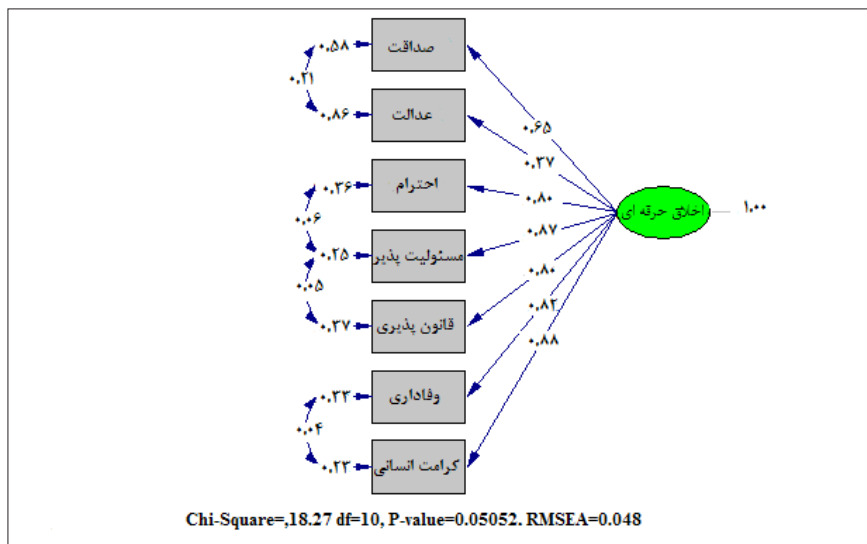 ۰,۵۸
صداقت
۰,۲۱
۰,۸۶
عدالت
۰,۶۵
۰,۳۷
۰,۳۶
احترام
۰,۸۰
۰,۰۶
اخلاق حرقه ای
۱,۰۰
۰,۲۵
مسئولیت پذیر
۰,۸۷
۰,۰۵
۰,۸۰
۰,۳۷
قانون پذیری
۰,۸۲
۰,۸۸
۰,۳۳
وفاداری
۰,۰۴
۰,۲۳
کرامت انسانی
Chi-Square=,18.27 df=10, P-value=0.05052. RMSEA=0.048